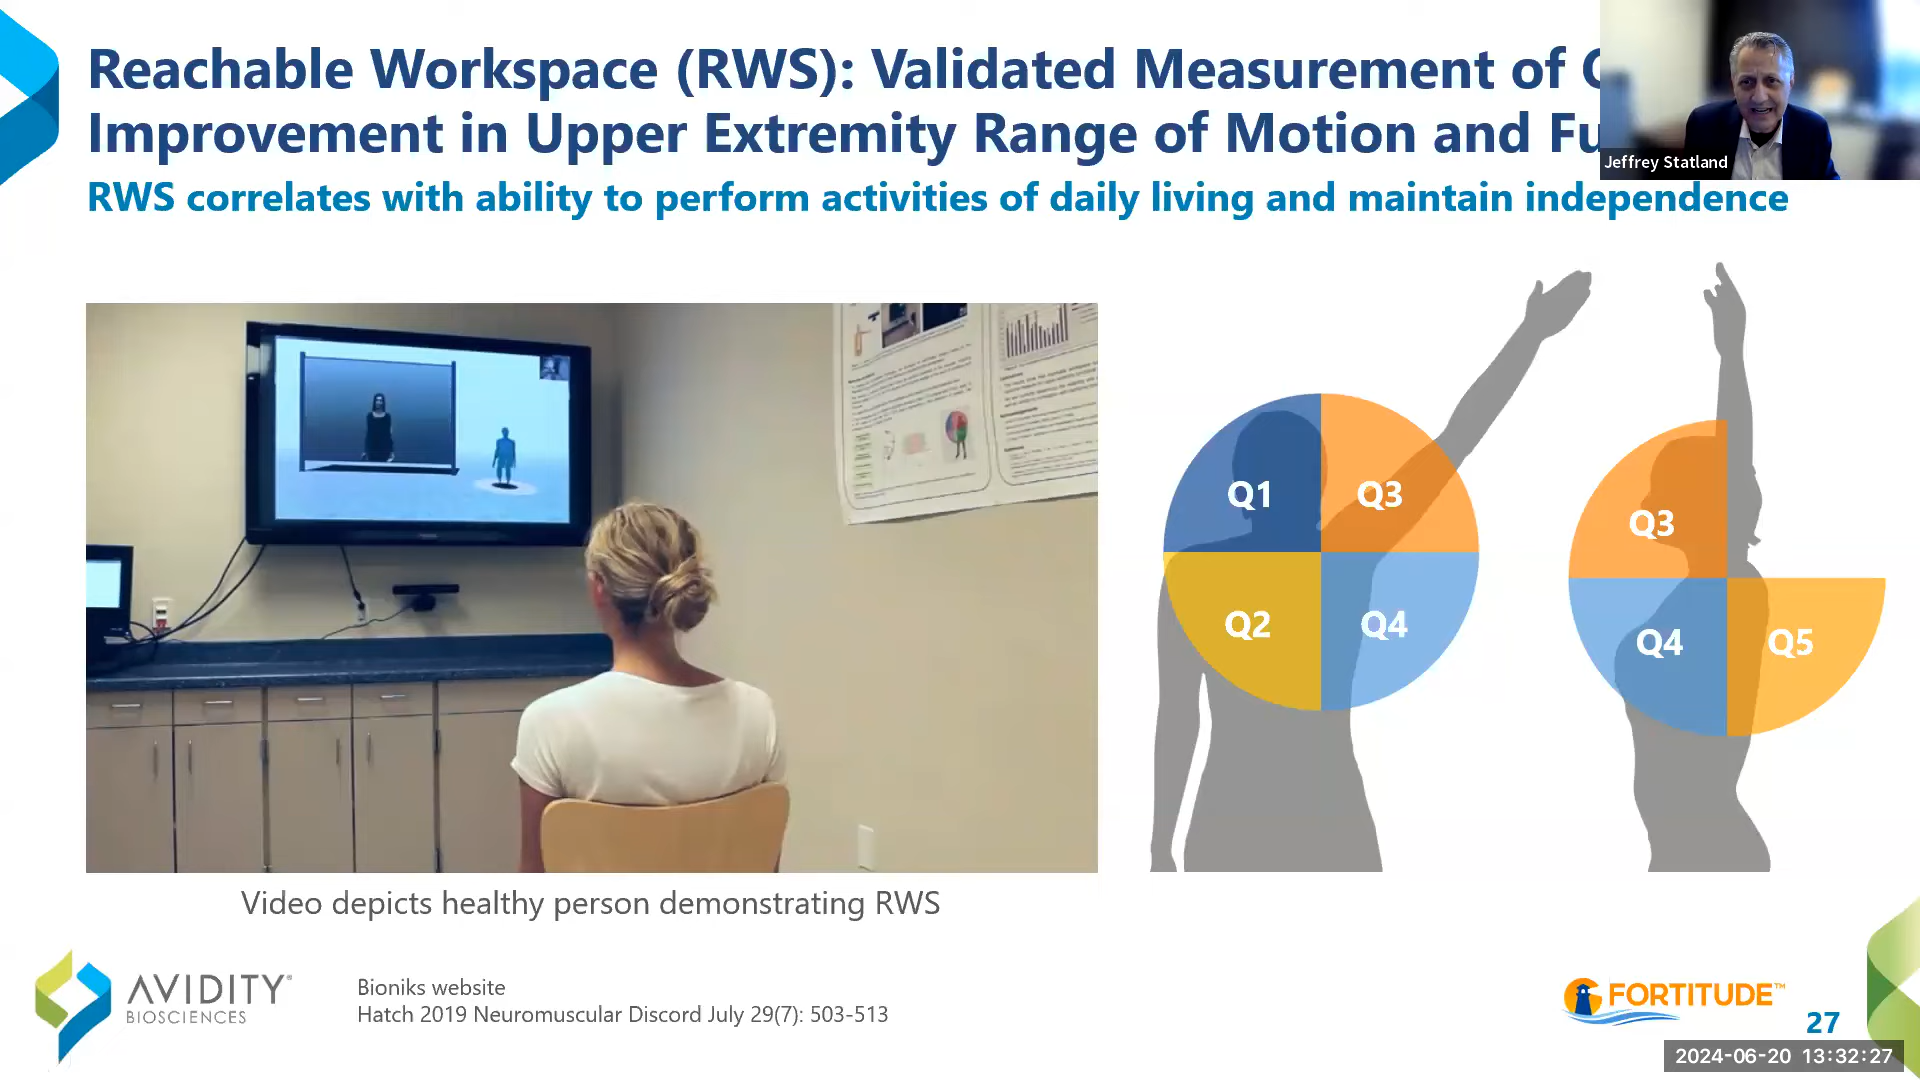 Reachable Workspace (RWS): Validated Measurement of
Improvement in Upper Extremity Range of Motion and
Jeffrey Statland
RWS correlates with ability to perform activities of daily living and maintain independence
Q1
Q3
Q2
Q4
Q3
Q4
Q5
Video depicts healthy person demonstrating RWS
AVIDITY®
BIOSCIENCES
Bioniks website
Hatch 2019 Neuromuscular Discord July 29(7): 503-513
FORTITUDE™
27
2024-06-20 13:32:27